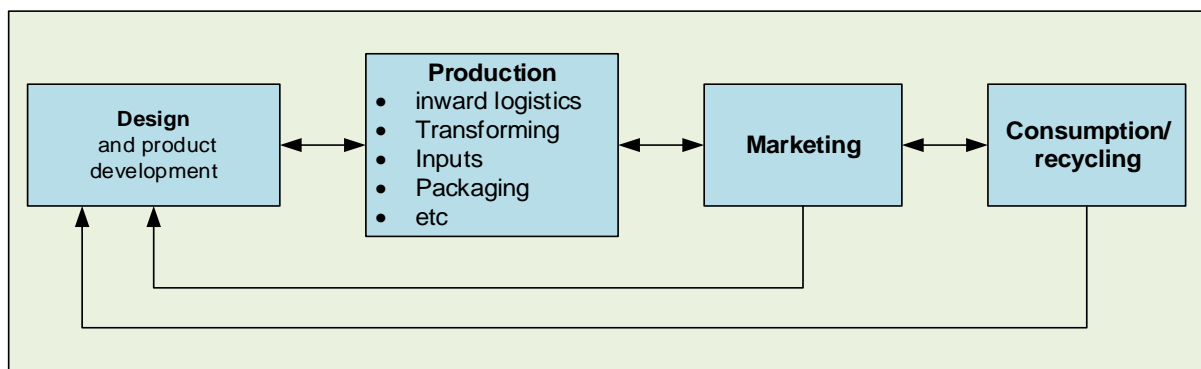 Design
and product
development
Production
• inward logistics
• Transforming
• Inputs
• Packaging
• etc
Marketing
Consumption/
recycling